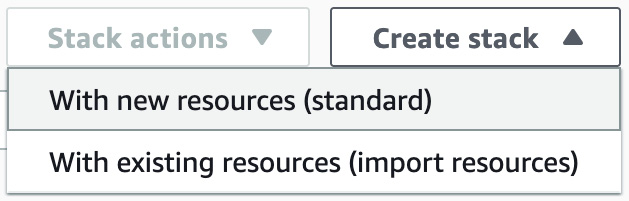 Stack actions
Create stack
With new resources (standard)
With existing resources (import resources)